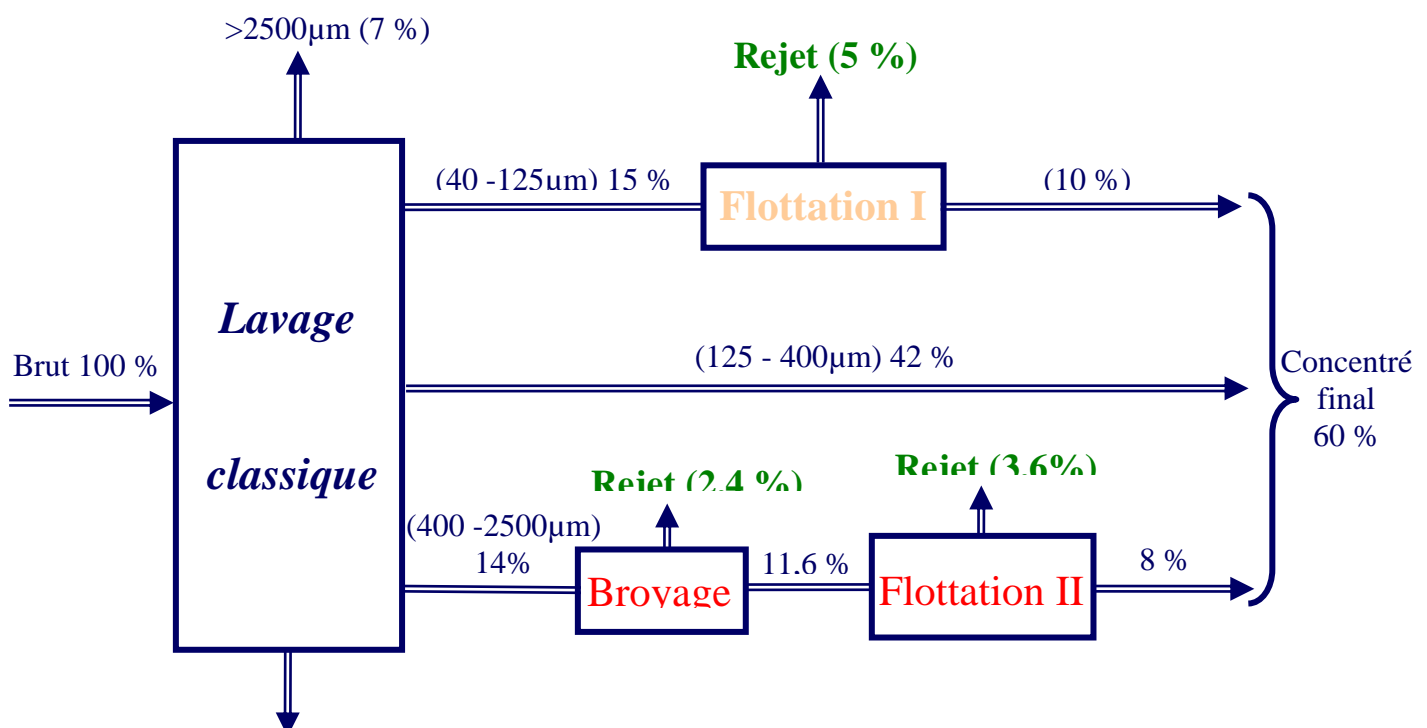 >2500µm (7 %)
Rejet (5 %)
(40 -125µm) 15 %
Flottation I
(10 %)
Lavage
classique
Brut 100 %
(125 - 400µm) 42 %
Concentré
final
60 %
Rejet (2.4 %)
Rejet (3.6%)
(400 -2500µm)
14%
Broyage
11.6 %
Flottation II
8 %